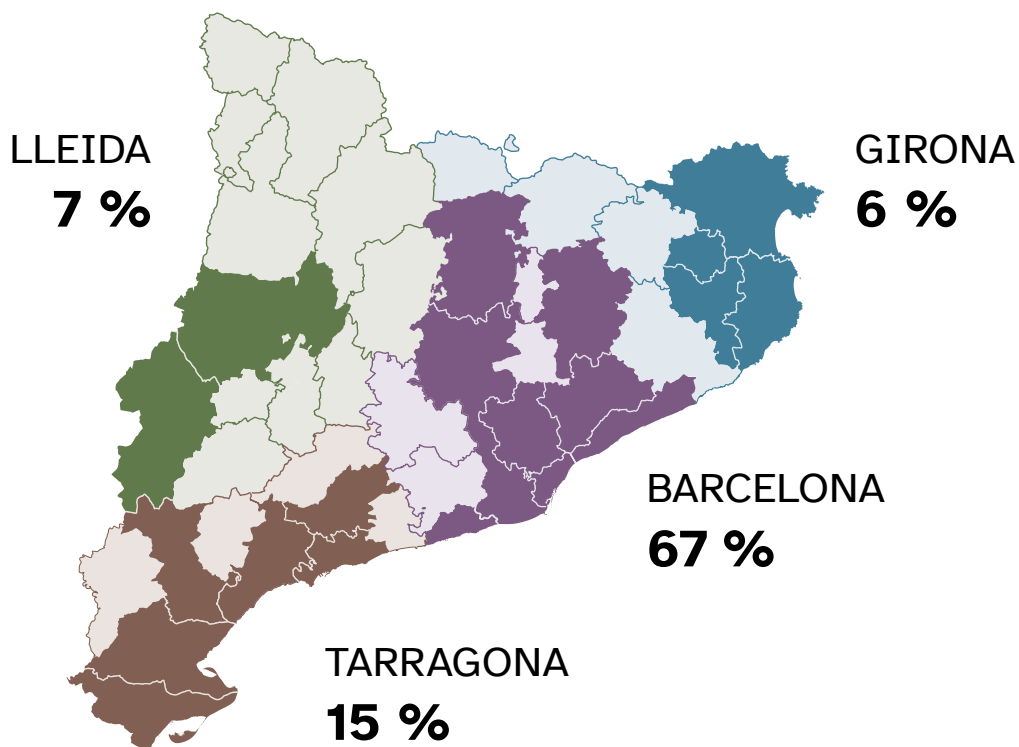 LLEIDA
7 %
GIRONA
6 %
BARCELONA
67 %
TARRAGONA
15 %